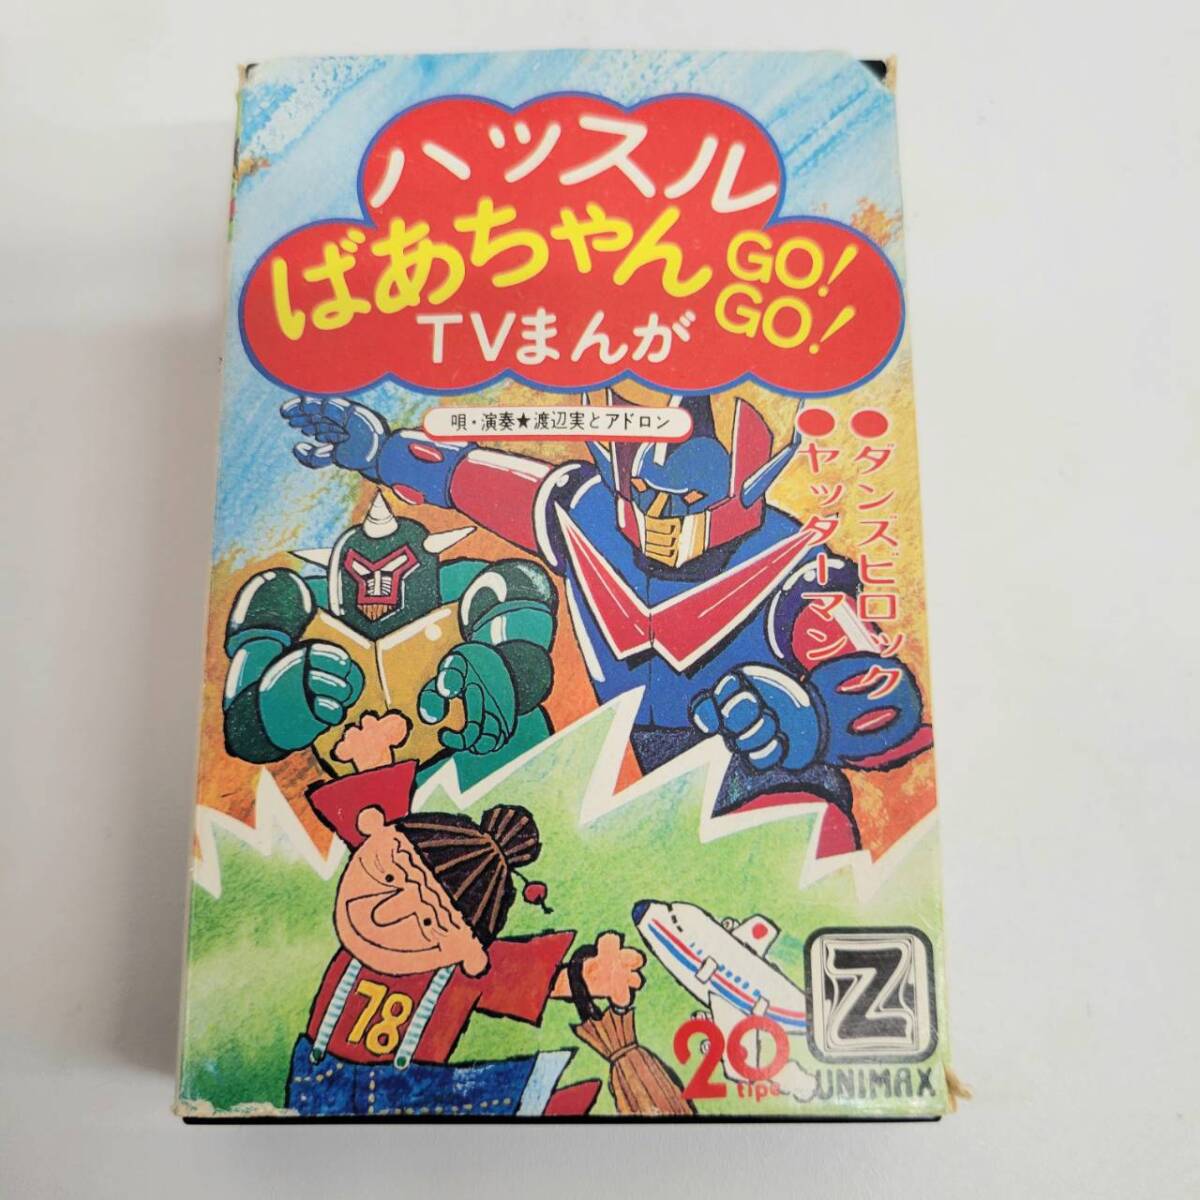 ハッスル
ばあちゃん GO! GO!
TVまんが
唄・演奏★渡辺実とアドロン
●ダンズビロック
●ヤッターマン
78
Z
20
UNIMAX